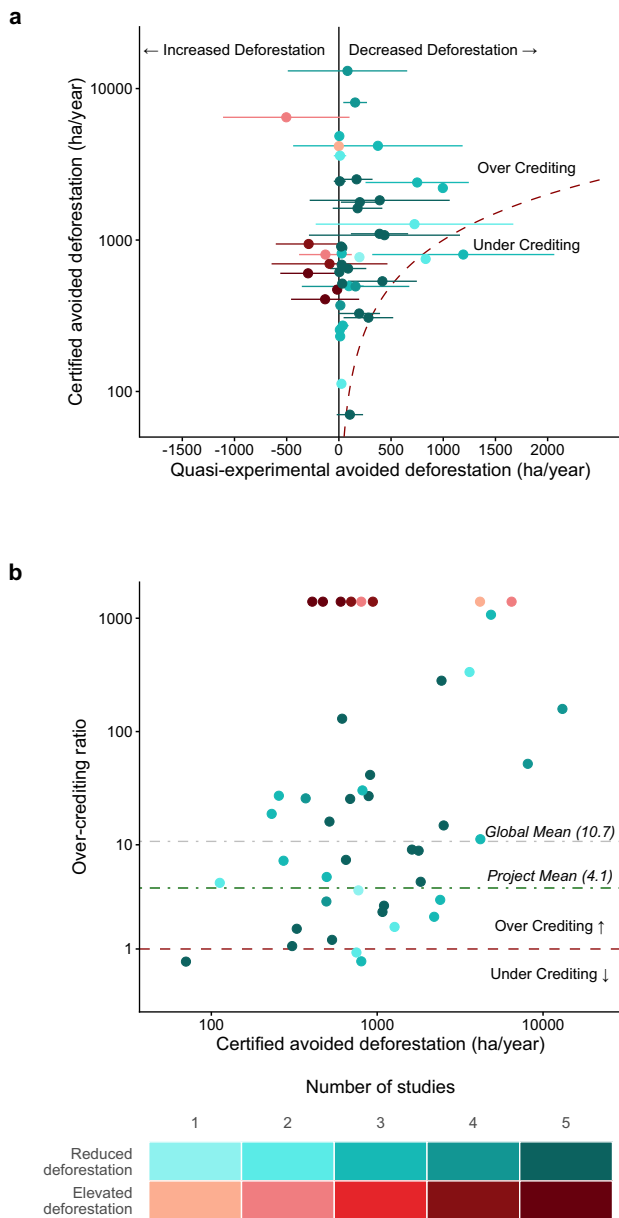 a
← Increased Deforestation
Decreased Deforestation →
Certified avoided deforestation (ha/year)
10000
1000
100
Over Crediting
Under Crediting
-1500
-1000
-500
0
500
1000
1500
2000
Quasi-experimental avoided deforestation (ha/year)
b
Over-crediting ratio
1000
100
10
1
Global Mean (10.7)
Project Mean (4.1)
Over Crediting ↑
Under Crediting ↓
100
1000
10000
Certified avoided deforestation (ha/year)
Number of studies
1
2
3
4
5
Reduced
deforestation
Elevated
deforestation